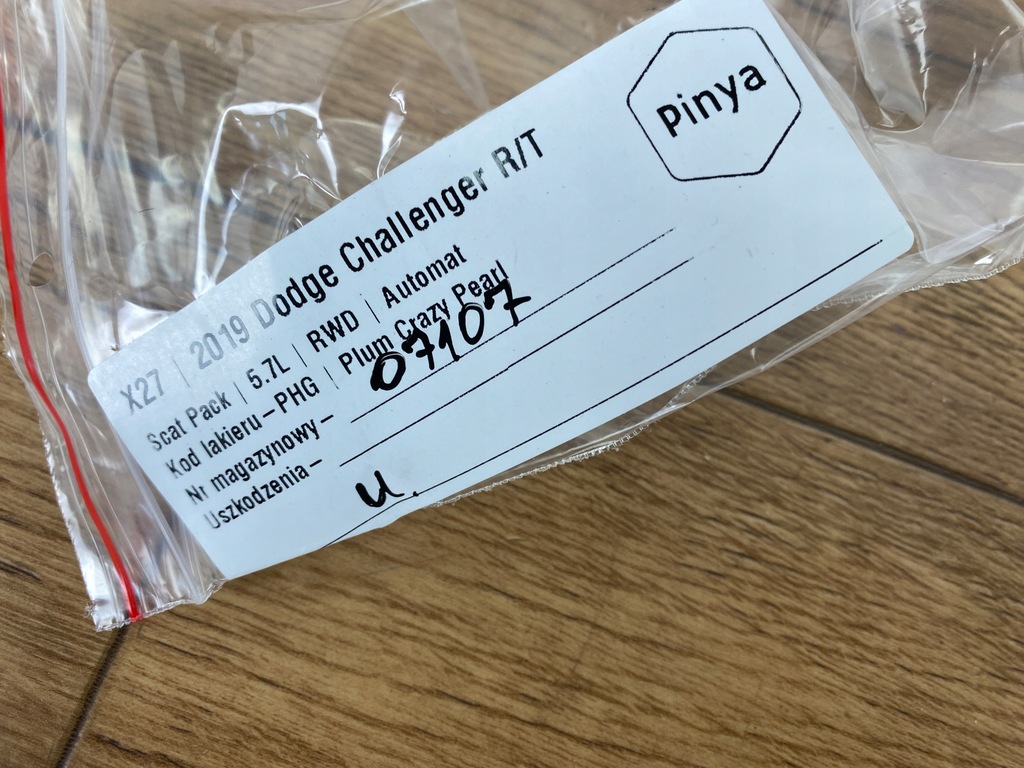 Pinya
X27 | 2019 Dodge Challenger R/T
Scat Pack | 5.7L | RWD | Automat
Kod lakieru – PHG | Plum Crazy Pearl
Nr magazynowy – 07107
Uszkodzenia –
u.